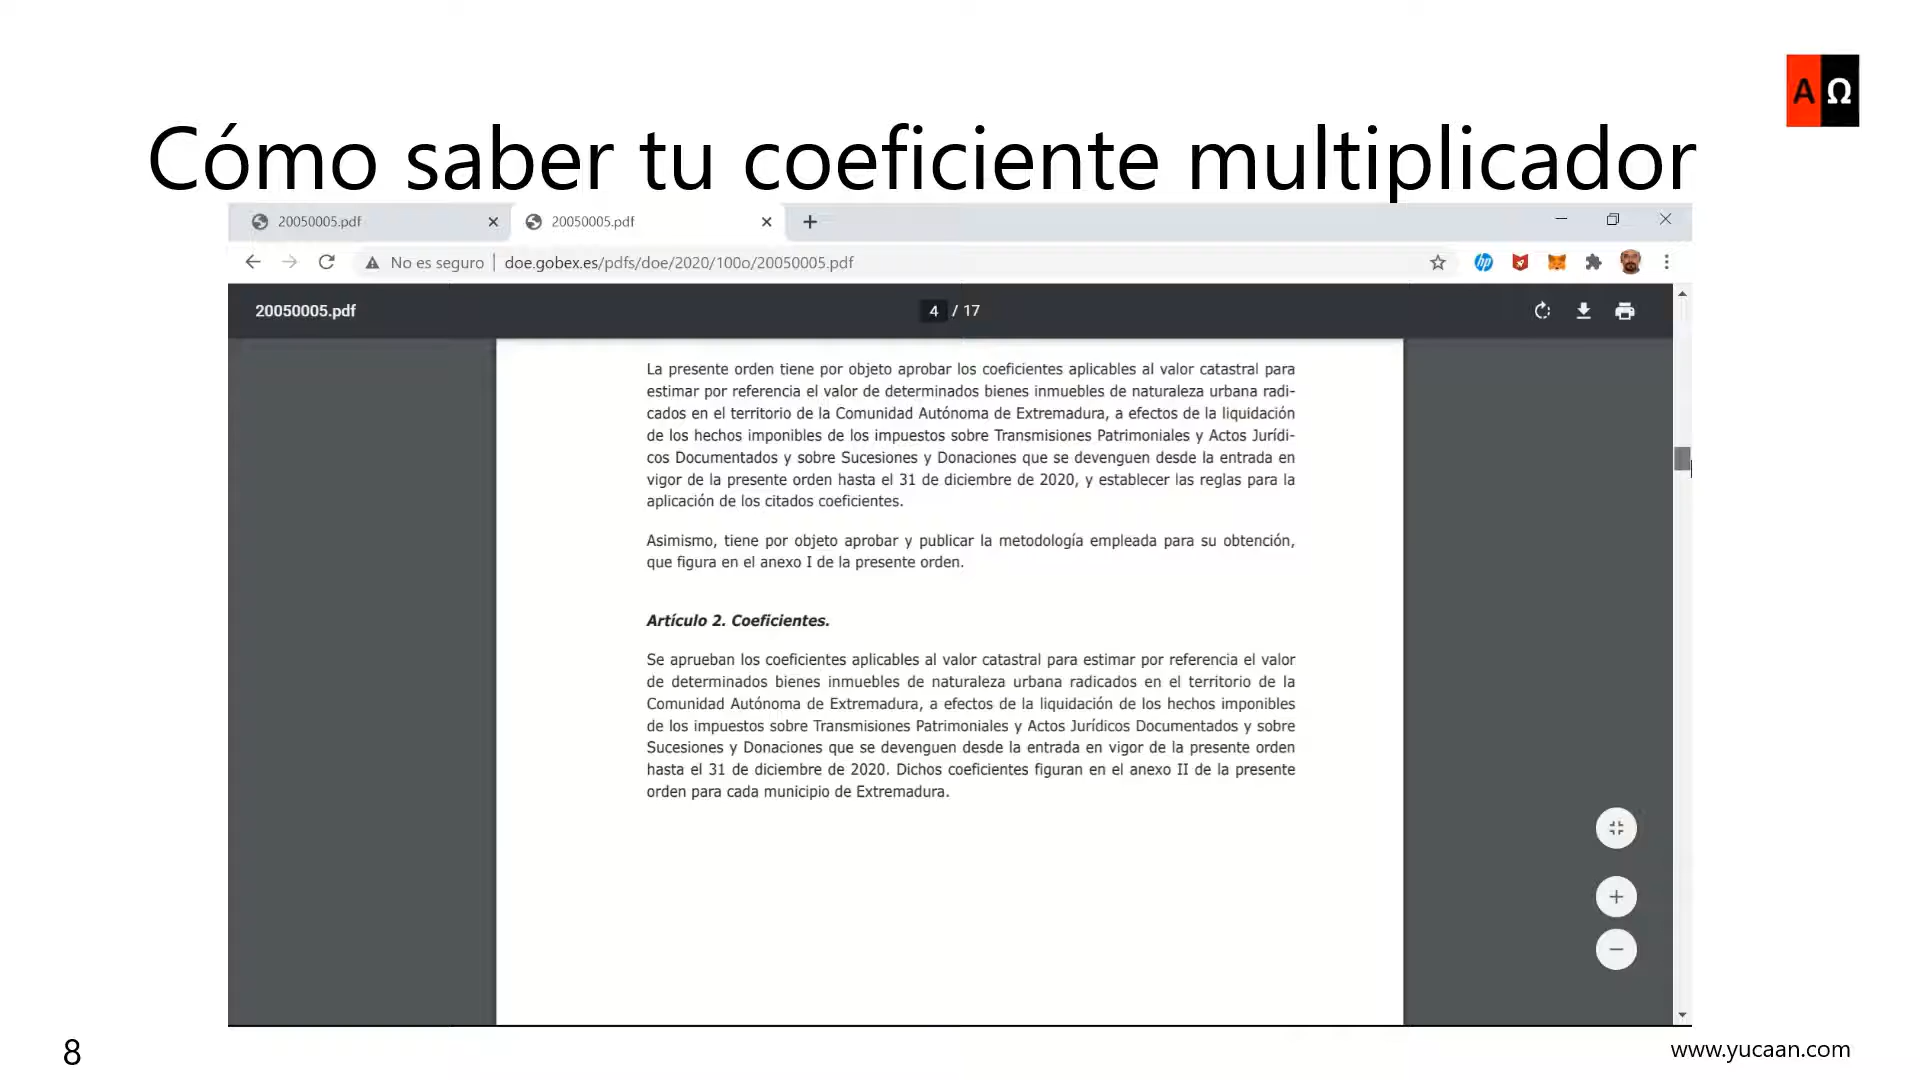 A Ω
Cómo saber tu coeficiente multiplicador
20050005.pdf
20050005.pdf
No es seguro | doe.gobex.es/pdfs/doe/2020/100o/20050005.pdf
hp
20050005.pdf
4 / 17
La presente orden tiene por objeto aprobar los coeficientes aplicables al valor catastral para
estimar por referencia el valor de determinados bienes inmuebles de naturaleza urbana radi-
cados en el territorio de la Comunidad Autónoma de Extremadura, a efectos de la liquidación
de los hechos imponibles de los impuestos sobre Transmisiones Patrimoniales y Actos Jurídi-
cos Documentados y sobre Sucesiones y Donaciones que se devenguen desde la entrada en
vigor de la presente orden hasta el 31 de diciembre de 2020, y establecer las reglas para la
aplicación de los citados coeficientes.
Asimismo, tiene por objeto aprobar y publicar la metodología empleada para su obtención,
que figura en el anexo I de la presente orden.
Artículo 2. Coeficientes.
Se aprueban los coeficientes aplicables al valor catastral para estimar por referencia el valor
de determinados bienes inmuebles de naturaleza urbana radicados en el territorio de la
Comunidad Autónoma de Extremadura, a efectos de la liquidación de los hechos imponibles
de los impuestos sobre Transmisiones Patrimoniales y Actos Jurídicos Documentados y sobre
Sucesiones y Donaciones que se devenguen desde la entrada en vigor de la presente orden
hasta el 31 de diciembre de 2020. Dichos coeficientes figuran en el anexo II de la presente
orden para cada municipio de Extremadura.
8
www.yucaan.com